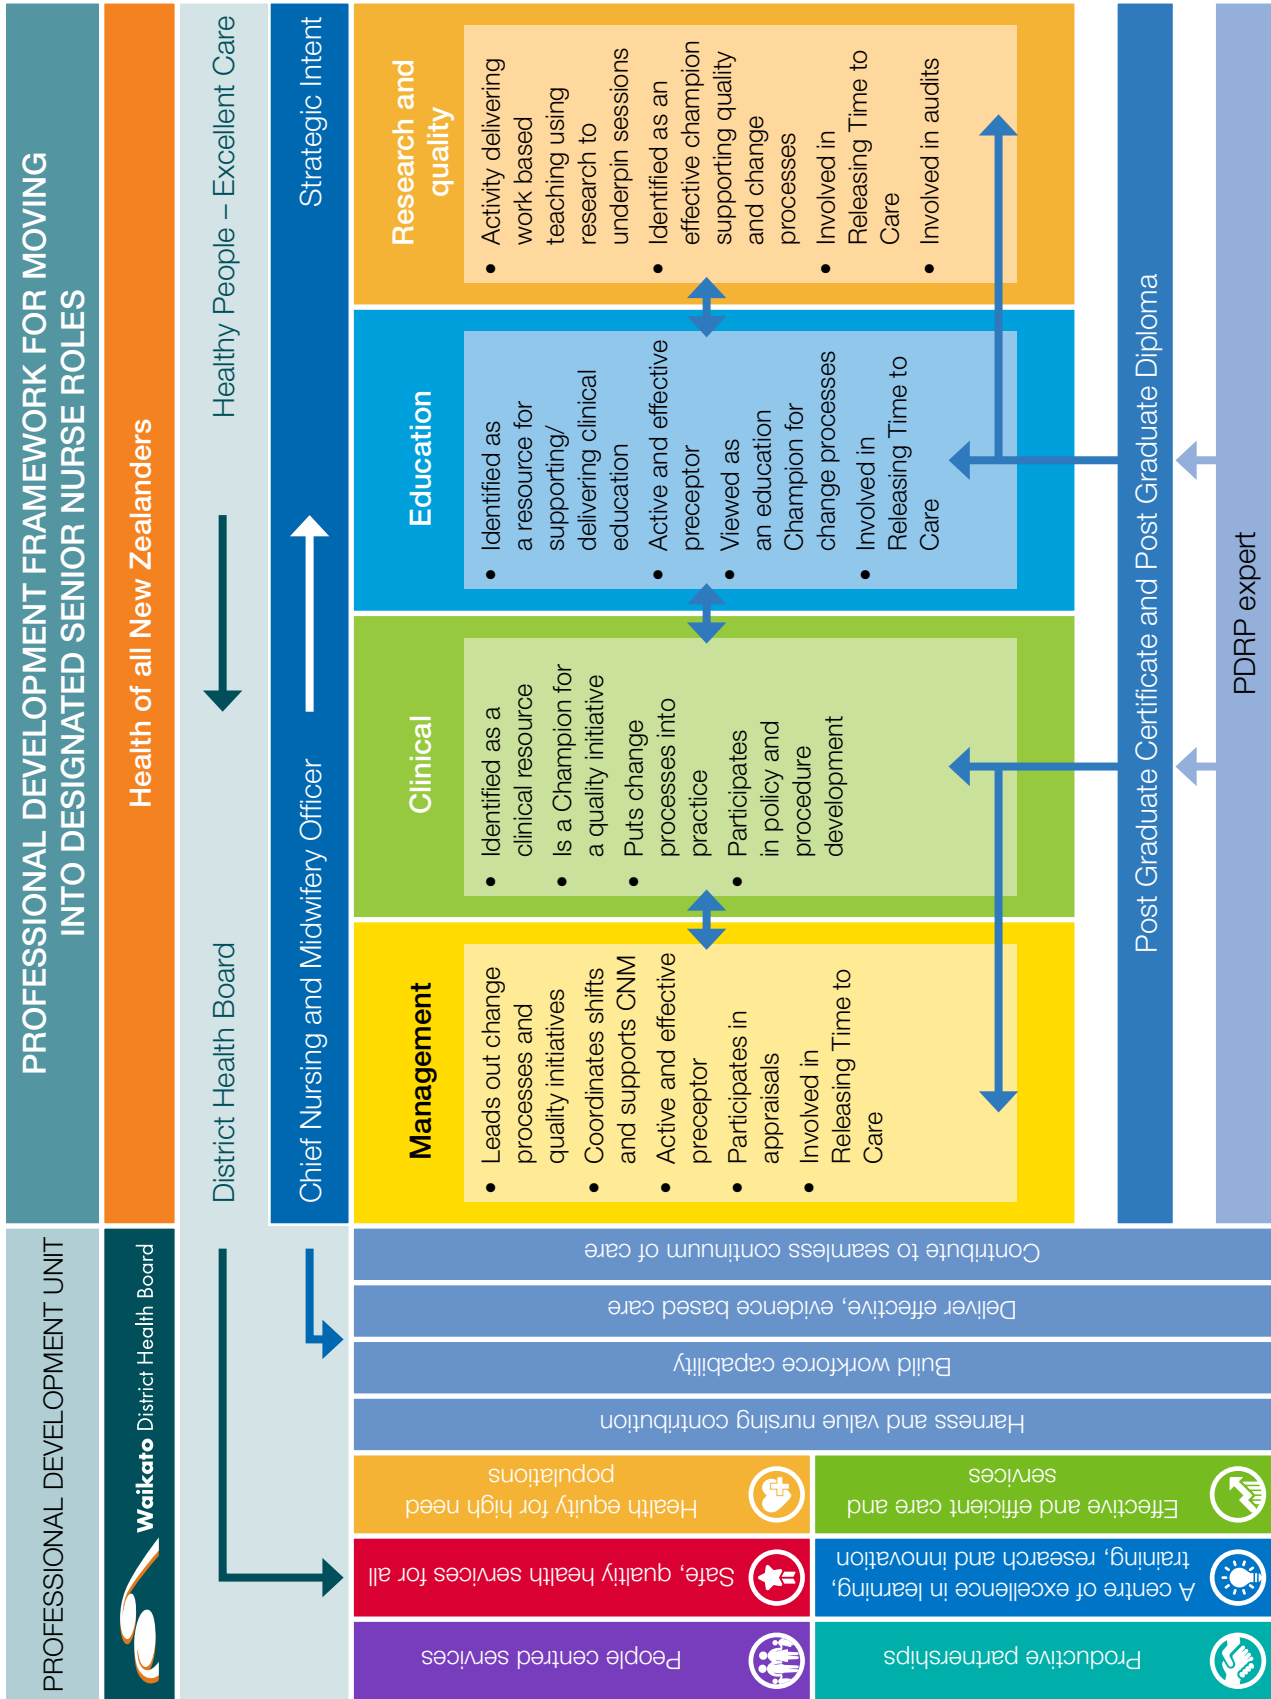 PROFESSIONAL DEVELOPMENT UNIT
PROFESSIONAL DEVELOPMENT FRAMEWORK FOR MOVING
INTO DESIGNATED SENIOR NURSE ROLES
Waikato District Health Board
Health of all New Zealanders
District Health Board
Healthy People – Excellent Care
Chief Nursing and Midwifery Officer
Strategic Intent
People centred services
Safe, qualtiy health services for all
Health equity for high need
populations
Productive partnerships
A centre of excellence in learning,
training, research and innovation
Effective and efficient care and
services
Harness and value nursing contribution
Build workforce capability
Deliver effective, evidence based care
Contribute to seamless continuum of care
Management
• Leads out change
processes and
quality initiatives
• Coordinates shifts
and supports CNM
• Active and effective
preceptor
• Participates in
appraisals
• Involved in
Releasing Time to
Care
Clinical
• Identified as a
clinical resource
• Is a Champion for
a quality initiative
• Puts change
processes into
practice
• Participates
in policy and
procedure
development
Education
• Identified as
a resource for
supporting/
delivering clinical
education
• Active and effective
preceptor
• Viewed as
an education
Champion for
change processes
• Involved in
Releasing Time to
Care
Research and
quality
• Activity delivering
work based
teaching using
research to
underpin sessions
• Identified as an
effective champion
supporting quality
and change
processes
• Involved in
Releasing Time to
Care
• Involved in audits
Post Graduate Certificate and Post Graduate Diploma
PDRP expert